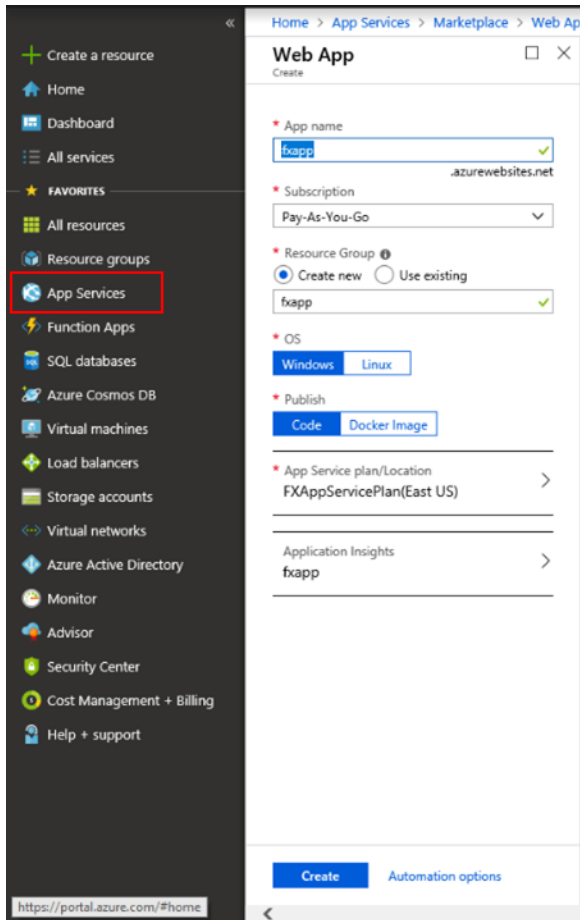 «
Create a resource
Home
Dashboard
All services
FAVORITES
All resources
Resource groups
App Services
Function Apps
SQL databases
Azure Cosmos DB
Virtual machines
Load balancers
Storage accounts
Virtual networks
Azure Active Directory
Monitor
Advisor
Security Center
Cost Management + Billing
Help + support
https://portal.azure.com/#home
Home > App Services > Marketplace > Web Ap
Web App
Create
* App name
fxapp
.azurewebsites.net
* Subscription
Pay-As-You-Go
* Resource Group
Create new Use existing
fxapp
* OS
Windows Linux
* Publish
Code Docker Image
* App Service plan/Location
FXAppServicePlan(East US)
Application Insights
fxapp
Create Automation options